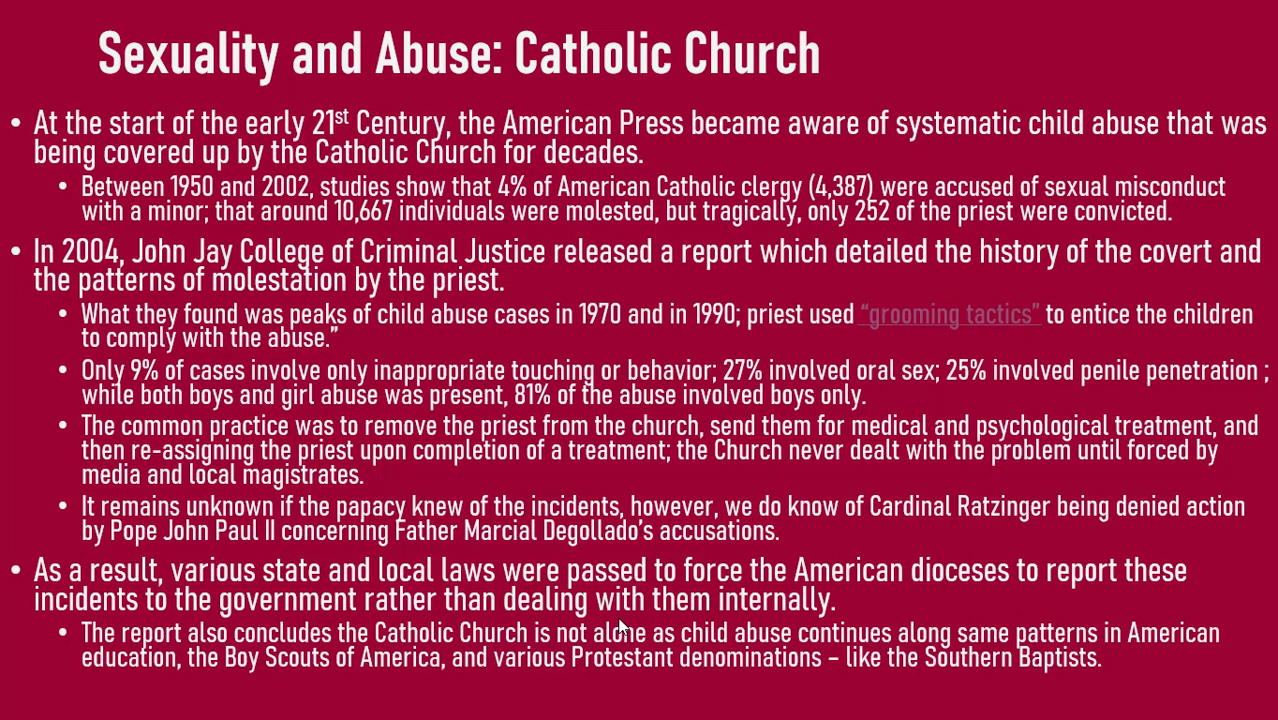 Sexuality and Abuse: Catholic Church
• At the start of the early 21st Century, the American Press became aware of systematic child abuse that was
being covered up by the Catholic Church for decades.
• Between 1950 and 2002, studies show that 4% of American Catholic clergy (4,387) were accused of sexual misconduct
with a minor; that around 10,667 individuals were molested, but tragically, only 252 of the priest were convicted.
• In 2004, John Jay College of Criminal Justice released a report which detailed the history of the covert and
the patterns of molestation by the priest.
• What they found was peaks of child abuse cases in 1970 and in 1990; priest used “grooming tactics” to entice the children
to comply with the abuse.”
• Only 9% of cases involve only inappropriate touching or behavior; 27% involved oral sex; 25% involved penile penetration ;
while both boys and girl abuse was present, 81% of the abuse involved boys only.
• The common practice was to remove the priest from the church, send them for medical and psychological treatment, and
then re-assigning the priest upon completion of a treatment; the Church never dealt with the problem until forced by
media and local magistrates.
• It remains unknown if the papacy knew of the incidents, however, we do know of Cardinal Ratzinger being denied action
by Pope John Paul II concerning Father Marcial Degollado’s accusations.
• As a result, various state and local laws were passed to force the American dioceses to report these
incidents to the government rather than dealing with them internally.
• The report also concludes the Catholic Church is not alone as child abuse continues along same patterns in American
education, the Boy Scouts of America, and various Protestant denominations – like the Southern Baptists.